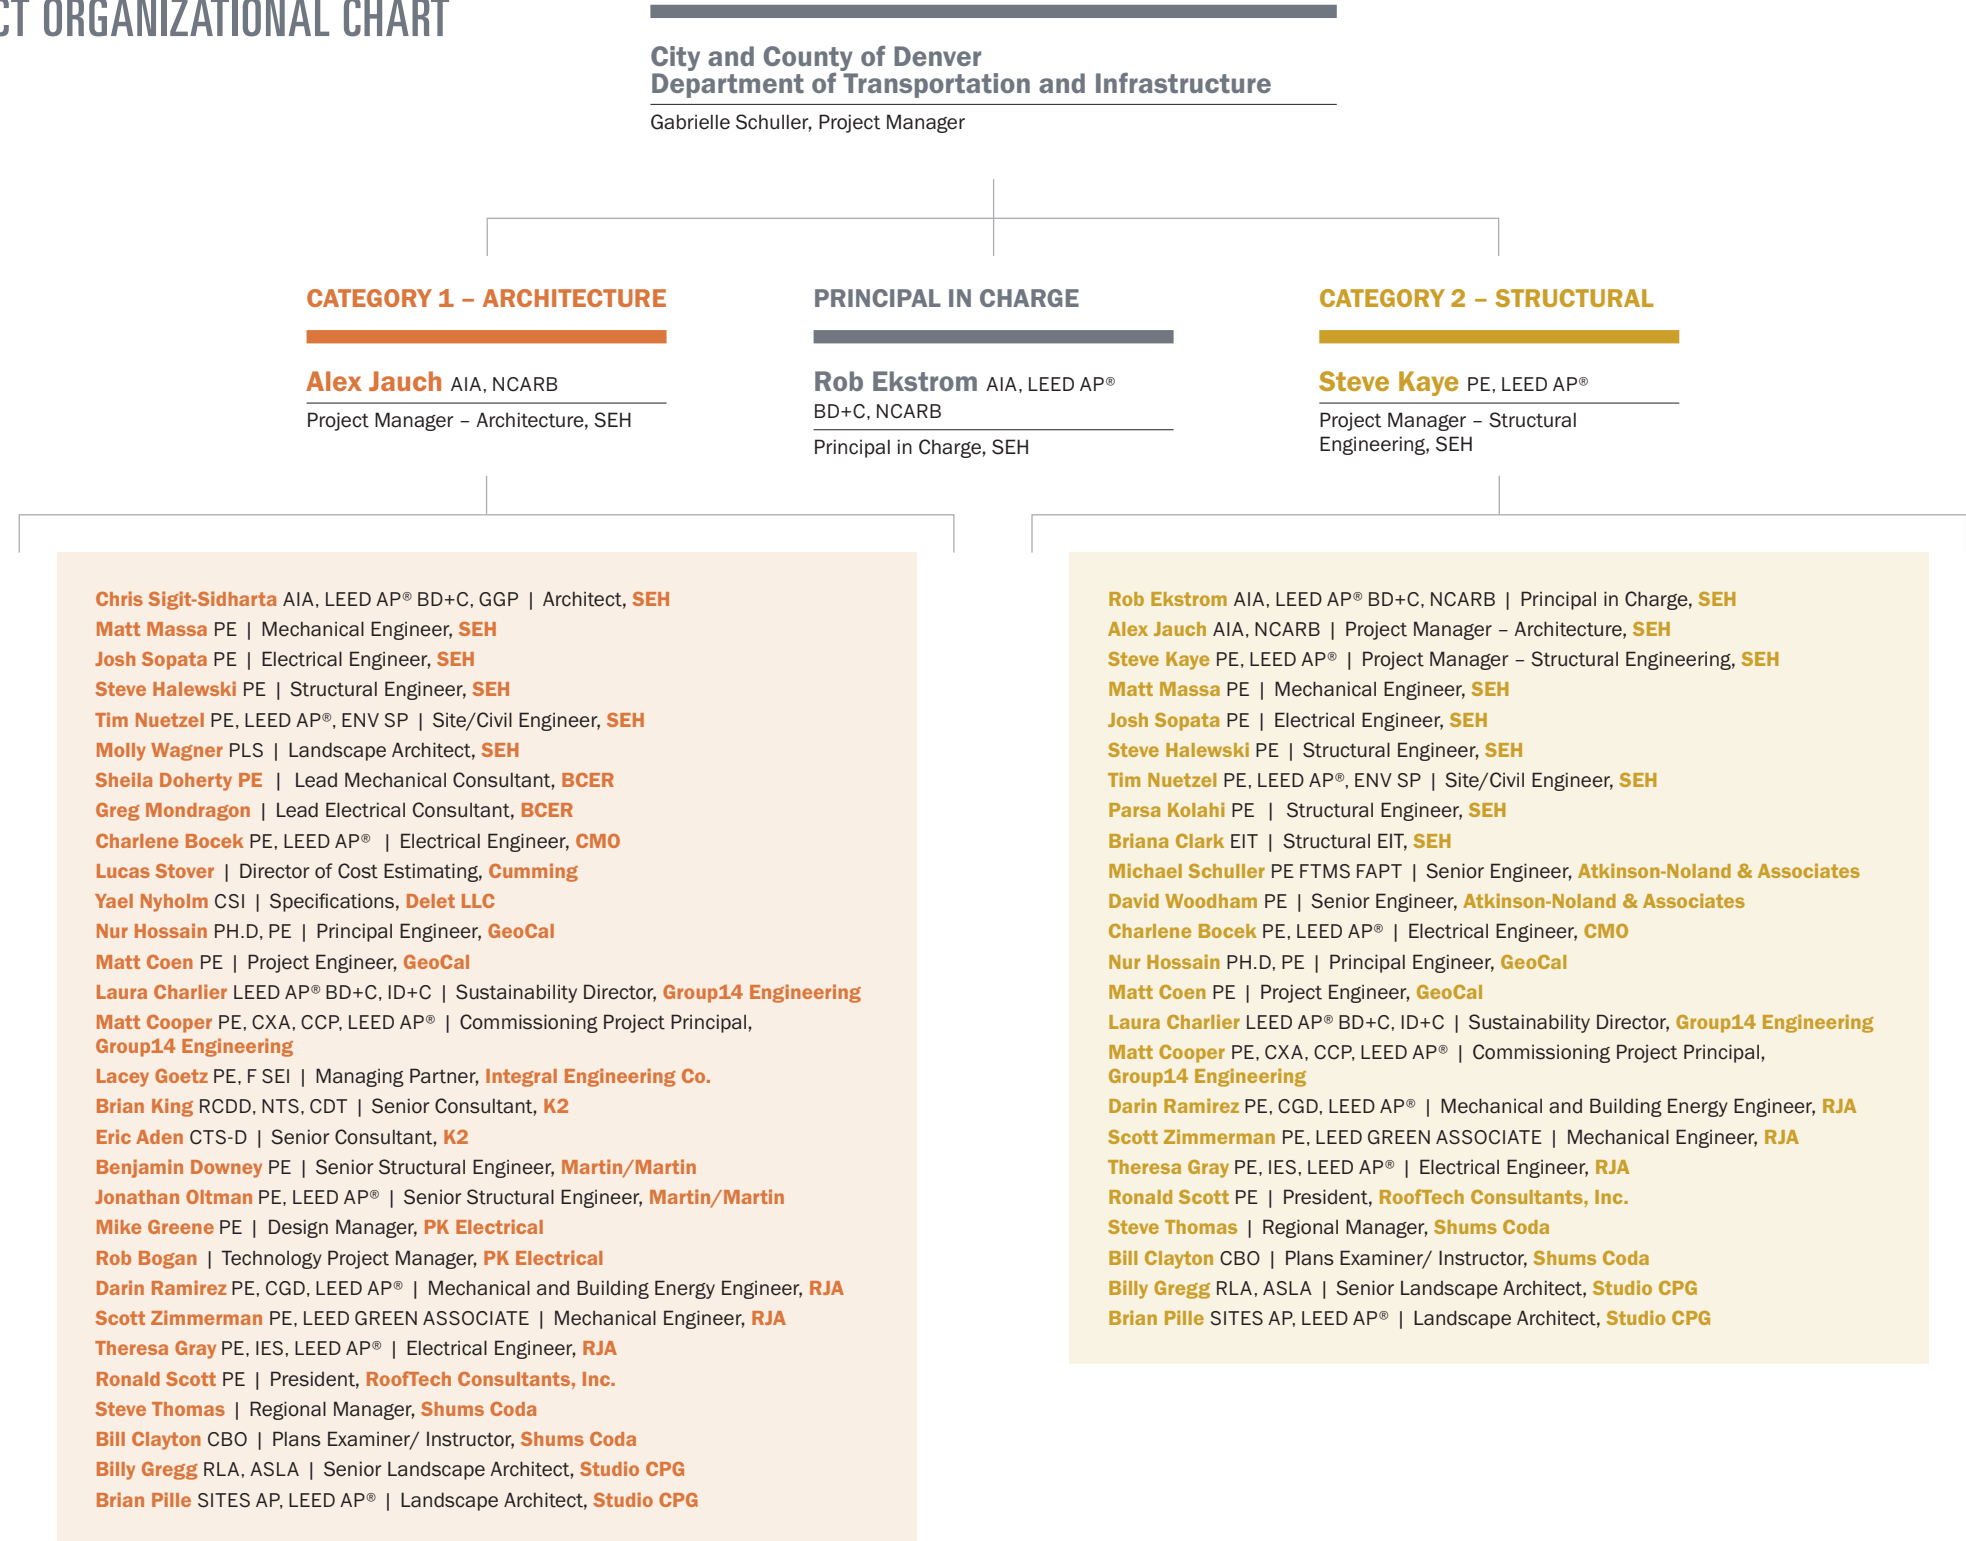 CT ORGANIZATIONAL CHART
City and County of Denver
Department of Transportation and Infrastructure
Gabrielle Schuller, Project Manager
CATEGORY 1 – ARCHITECTURE
Alex Jauch AIA, NCARB
Project Manager – Architecture, SEH
PRINCIPAL IN CHARGE
Rob Ekstrom AIA, LEED AP®
BD+C, NCARB
Principal in Charge, SEH
CATEGORY 2 – STRUCTURAL
Steve Kaye PE, LEED AP®
Project Manager – Structural
Engineering, SEH
Chris Sigit-Sidharta AIA, LEED AP® BD+C, GGP | Architect, SEH
Matt Massa PE | Mechanical Engineer, SEH
Josh Sopata PE | Electrical Engineer, SEH
Steve Halewski PE | Structural Engineer, SEH
Tim Nuetzel PE, LEED AP®, ENV SP | Site/Civil Engineer, SEH
Molly Wagner PLS | Landscape Architect, SEH
Sheila Doherty PE | Lead Mechanical Consultant, BCER
Greg Mondragon | Lead Electrical Consultant, BCER
Charlene Bocek PE, LEED AP® | Electrical Engineer, CMO
Lucas Stover | Director of Cost Estimating, Cumming
Yael Nyholm CSI | Specifications, Delet LLC
Nur Hossain PH.D, PE | Principal Engineer, GeoCal
Matt Coen PE | Project Engineer, GeoCal
Laura Charlier LEED AP® BD+C, ID+C | Sustainability Director, Group14 Engineering
Matt Cooper PE, CXA, CCP, LEED AP® | Commissioning Project Principal,
Group14 Engineering
Lacey Goetz PE, F SEI | Managing Partner, Integral Engineering Co.
Brian King RCDD, NTS, CDT | Senior Consultant, K2
Eric Aden CTS-D | Senior Consultant, K2
Benjamin Downey PE | Senior Structural Engineer, Martin/Martin
Jonathan Oltman PE, LEED AP® | Senior Structural Engineer, Martin/Martin
Mike Greene PE | Design Manager, PK Electrical
Rob Bogan | Technology Project Manager, PK Electrical
Darin Ramirez PE, CGD, LEED AP® | Mechanical and Building Energy Engineer, RJA
Scott Zimmerman PE, LEED GREEN ASSOCIATE | Mechanical Engineer, RJA
Theresa Gray PE, IES, LEED AP® | Electrical Engineer, RJA
Ronald Scott PE | President, RoofTech Consultants, Inc.
Steve Thomas | Regional Manager, Shums Coda
Bill Clayton CBO | Plans Examiner/ Instructor, Shums Coda
Billy Gregg RLA, ASLA | Senior Landscape Architect, Studio CPG
Brian Pille SITES AP, LEED AP® | Landscape Architect, Studio CPG
Rob Ekstrom AIA, LEED AP® BD+C, NCARB | Principal in Charge, SEH
Alex Jauch AIA, NCARB | Project Manager – Architecture, SEH
Steve Kaye PE, LEED AP® | Project Manager – Structural Engineering, SEH
Matt Massa PE | Mechanical Engineer, SEH
Josh Sopata PE | Electrical Engineer, SEH
Steve Halewski PE | Structural Engineer, SEH
Tim Nuetzel PE, LEED AP®, ENV SP | Site/Civil Engineer, SEH
Parsa Kolahi PE | Structural Engineer, SEH
Briana Clark EIT | Structural EIT, SEH
Michael Schuller PE FTMS FAPT | Senior Engineer, Atkinson-Noland & Associates
David Woodham PE | Senior Engineer, Atkinson-Noland & Associates
Charlene Bocek PE, LEED AP® | Electrical Engineer, CMO
Nur Hossain PH.D, PE | Principal Engineer, GeoCal
Matt Coen PE | Project Engineer, GeoCal
Laura Charlier LEED AP® BD+C, ID+C | Sustainability Director, Group14 Engineering
Matt Cooper PE, CXA, CCP, LEED AP® | Commissioning Project Principal,
Group14 Engineering
Darin Ramirez PE, CGD, LEED AP® | Mechanical and Building Energy Engineer, RJA
Scott Zimmerman PE, LEED GREEN ASSOCIATE | Mechanical Engineer, RJA
Theresa Gray PE, IES, LEED AP® | Electrical Engineer, RJA
Ronald Scott PE | President, RoofTech Consultants, Inc.
Steve Thomas | Regional Manager, Shums Coda
Bill Clayton CBO | Plans Examiner/ Instructor, Shums Coda
Billy Gregg RLA, ASLA | Senior Landscape Architect, Studio CPG
Brian Pille SITES AP, LEED AP® | Landscape Architect, Studio CPG